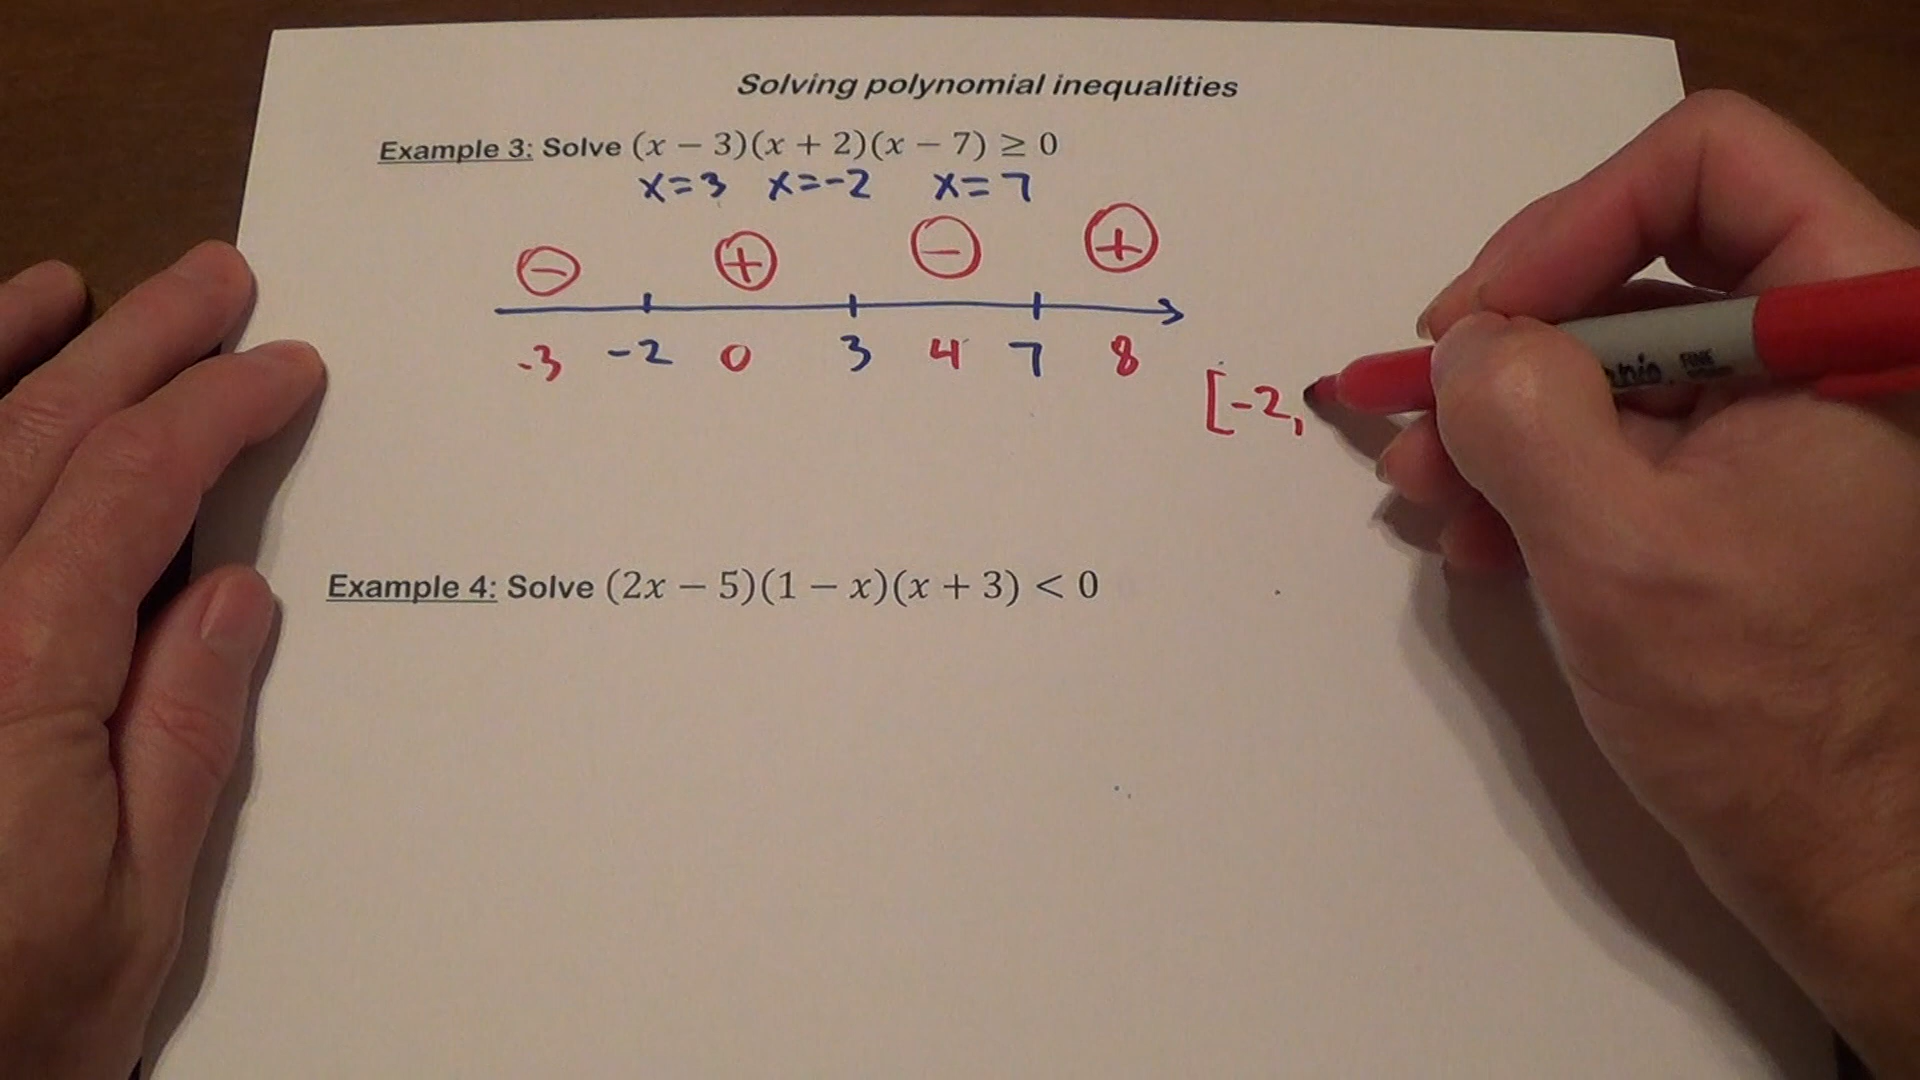 Solving polynomial inequalities
Example 3: Solve (x − 3)(x + 2)(x − 7) ≥ 0
x=3 x=-2 x=7
− + − +
-3 -2 0 3 4 7 8
[-2,
FINE
Example 4: Solve (2x − 5)(1 − x)(x + 3) < 0